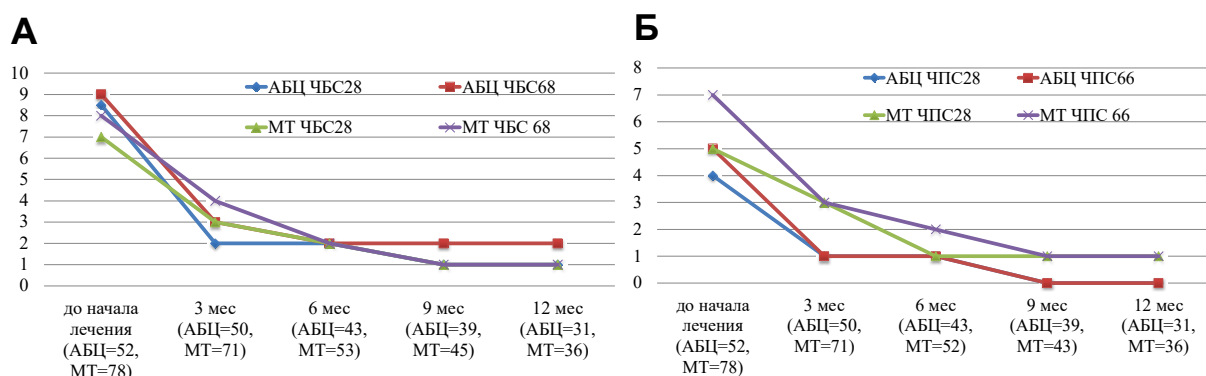 А
10
9
8
7
6
5
4
3
2
1
0
АБЦ ЧБС28
АБЦ ЧБС68
МТ ЧБС28
МТ ЧБС 68
до начала
лечения
(АБЦ=52,
МТ=78)
3 мес
(АБЦ=50,
МТ=71)
6 мес
(АБЦ=43,
МТ=53)
9 мес
(АБЦ=39,
МТ=45)
12 мес
(АБЦ=31,
МТ=36)
Б
8
7
6
5
4
3
2
1
0
АБЦ ЧПС28
АБЦ ЧПС66
МТ ЧПС28
МТ ЧПС 66
до начала
лечения
(АБЦ=52,
МТ=78)
3 мес
(АБЦ=50,
МТ=71)
6 мес
(АБЦ=43,
МТ=52)
9 мес
(АБЦ=39,
МТ=43)
12 мес
(АБЦ=31,
МТ=36)